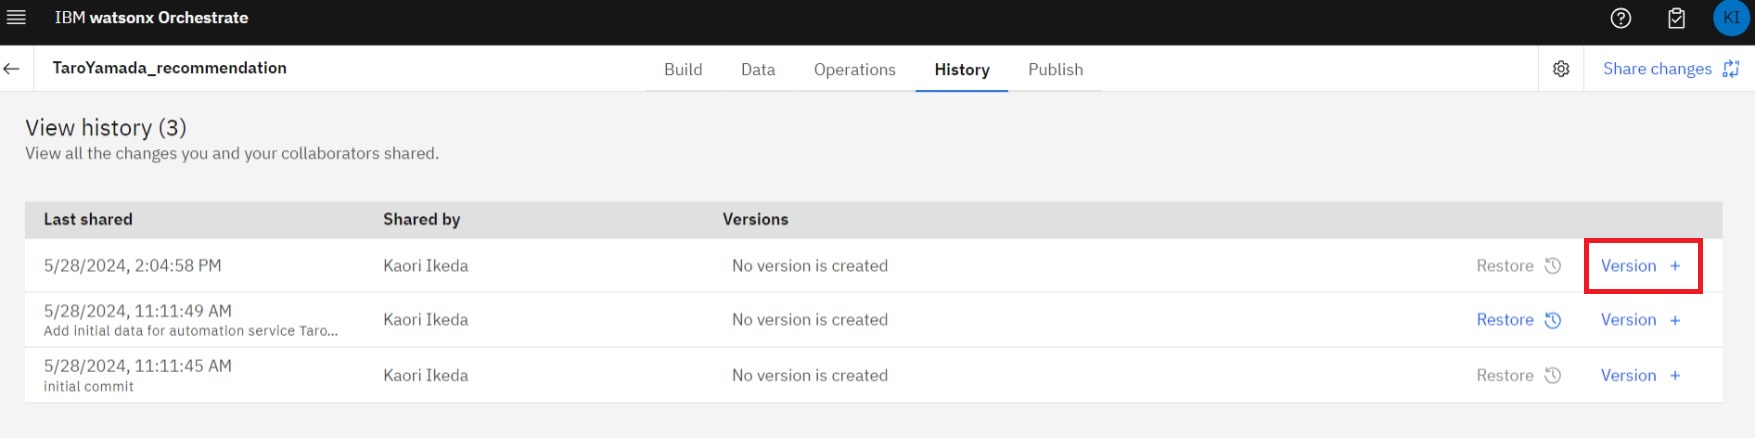 IBM watsonx Orchestrate
KI
TaroYamada_recommendation
Build Data Operations History Publish
Share changes
View history (3)
View all the changes you and your collaborators shared.
Last shared Shared by Versions
5/28/2024, 2:04:58 PM Kaori Ikeda No version is created Restore Version +
5/28/2024, 11:11:49 AM
Add initial data for automation service Taro...
Kaori Ikeda No version is created Restore Version +
5/28/2024, 11:11:45 AM
initial commit
Kaori Ikeda No version is created Restore Version +